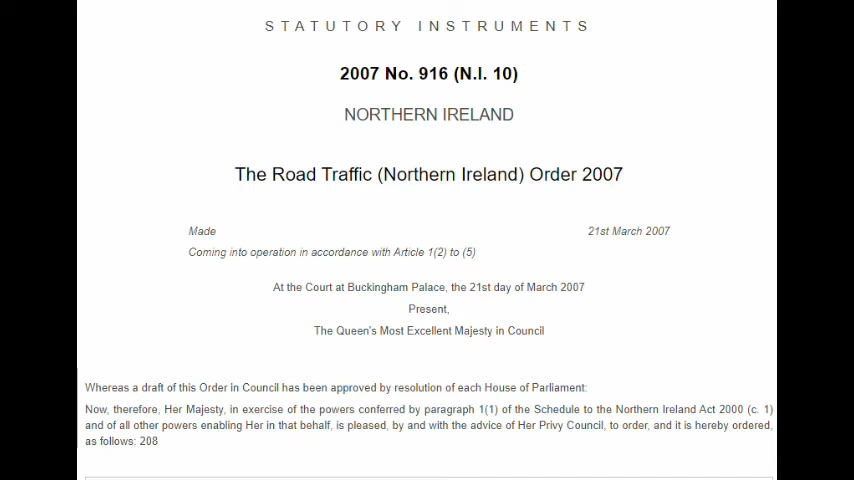 STATUTORY INSTRUMENTS
2007 No. 916 (N.I. 10)
NORTHERN IRELAND
The Road Traffic (Northern Ireland) Order 2007
Made 21st March 2007
Coming into operation in accordance with Article 1(2) to (5)
At the Court at Buckingham Palace, the 21st day of March 2007
Present,
The Queen's Most Excellent Majesty in Council
Whereas a draft of this Order in Council has been approved by resolution of each House of Parliament:
Now, therefore, Her Majesty, in exercise of the powers conferred by paragraph 1(1) of the Schedule to the Northern Ireland Act 2000 (c. 1)
and of all other powers enabling Her in that behalf, is pleased, by and with the advice of Her Privy Council, to order, and it is hereby ordered,
as follows: 208